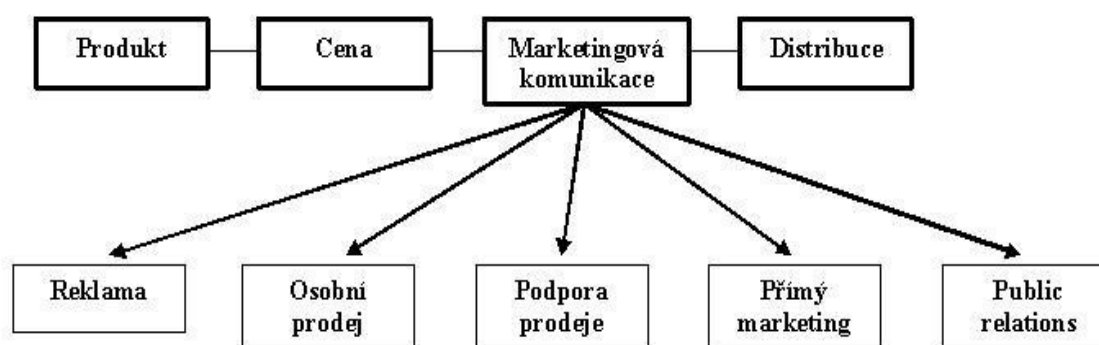 Produkt
Cena
Marketingová
komunikace
Distribuce
Reklama
Osobní
prodej
Podpora
prodeje
Přímý
marketing
Public
relations